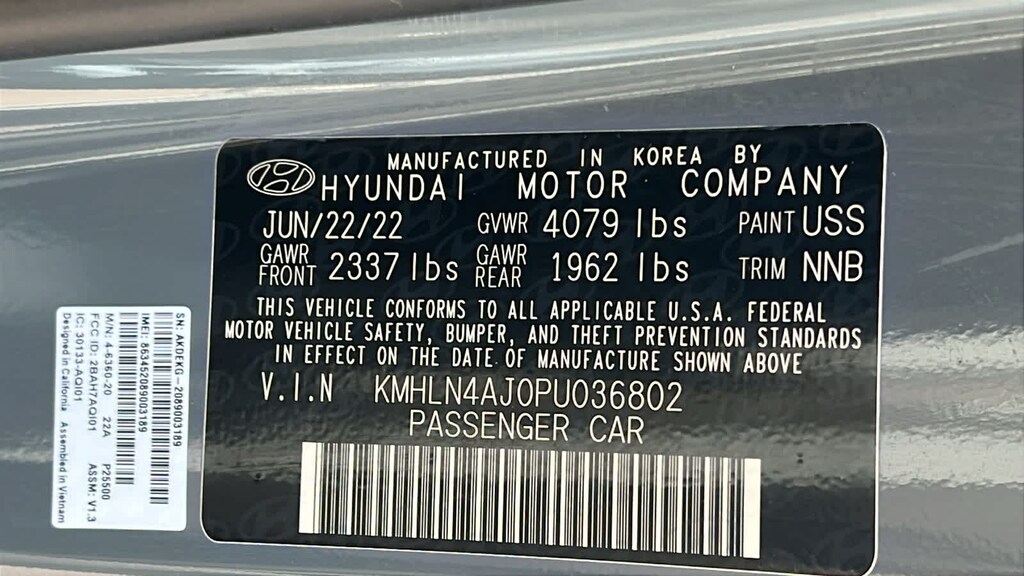 MANUFACTURED IN KOREA BY
HYUNDAI MOTOR COMPANY
JUN/22/22 GVWR 4079 lbs PAINT USS
GAWR FRONT 2337 lbs GAWR REAR 1962 lbs TRIM NNB
THIS VEHICLE CONFORMS TO ALL APPLICABLE U.S.A. FEDERAL
MOTOR VEHICLE SAFETY, BUMPER, AND THEFT PREVENTION STANDARDS
IN EFFECT ON THE DATE OF MANUFACTURE SHOWN ABOVE
V.I.N KMHLN4AJ0PU036802
PASSENGER CAR
SN: AKDEKG-2089003189
IMEI: 863452089003189
M/N: 4-6360-20 22A P25500
FCC ID: 2BAH7AQI01 ASSM: V1.3
IC: 30133-AQI01
Designed in California Assembled in Vietnam